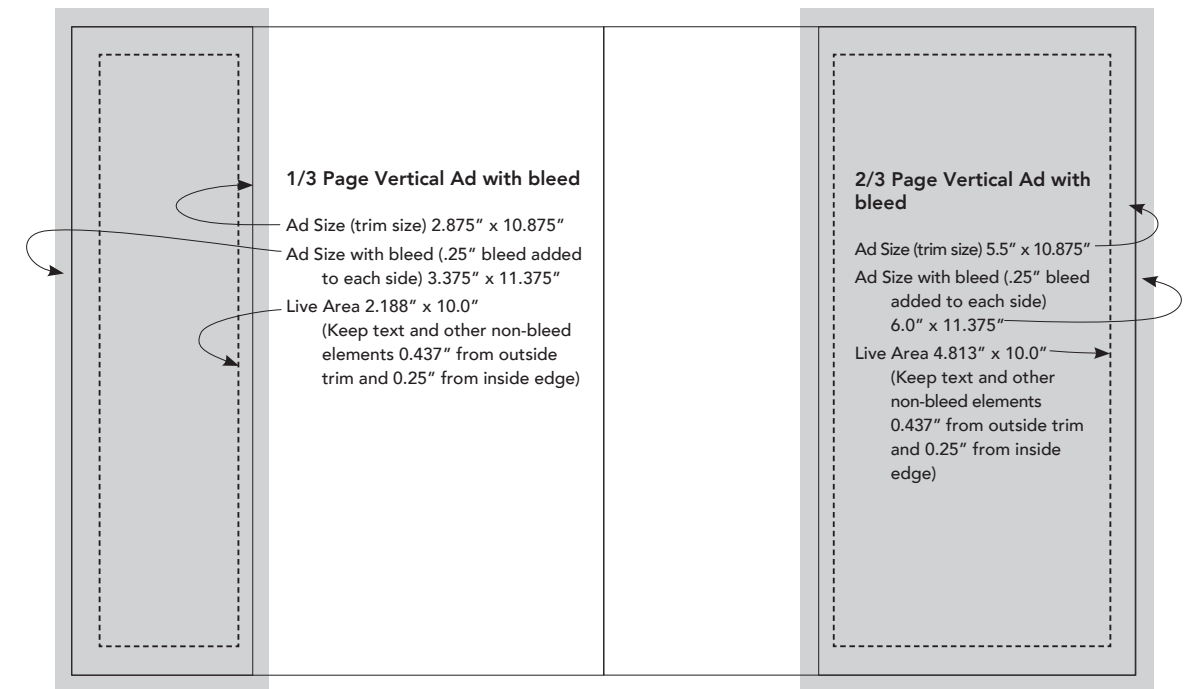 1/3 Page Vertical Ad with bleed
Ad Size (trim size) 2.875” x 10.875”
Ad Size with bleed (.25” bleed added
to each side) 3.375” x 11.375”
Live Area 2.188” x 10.0”
(Keep text and other non-bleed
elements 0.437” from outside
trim and 0.25” from inside edge)
2/3 Page Vertical Ad with
bleed
Ad Size (trim size) 5.5” x 10.875”
Ad Size with bleed (.25” bleed
added to each side)
6.0” x 11.375”
Live Area 4.813” x 10.0”
(Keep text and other
non-bleed elements
0.437” from outside trim
and 0.25” from inside
edge)